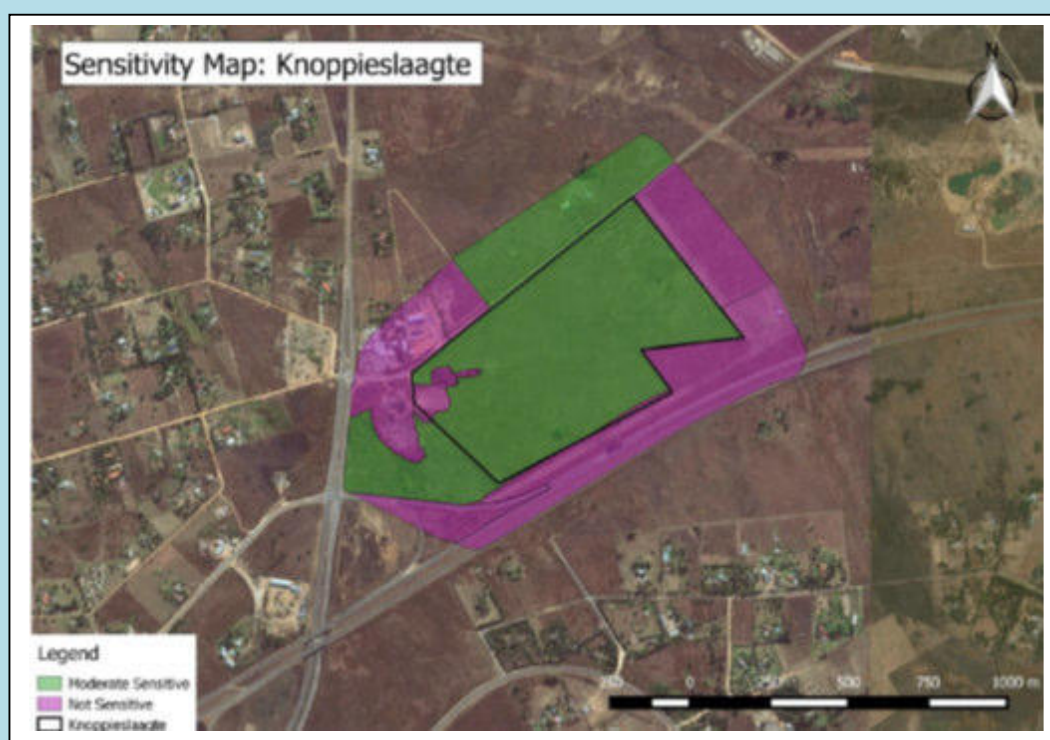 Sensitivity Map: Knoppieslaagte
N
Legend
Moderate Sensitive
Not Sensitive
Knoppieslaagte
250 0 250 500 750 1000 m